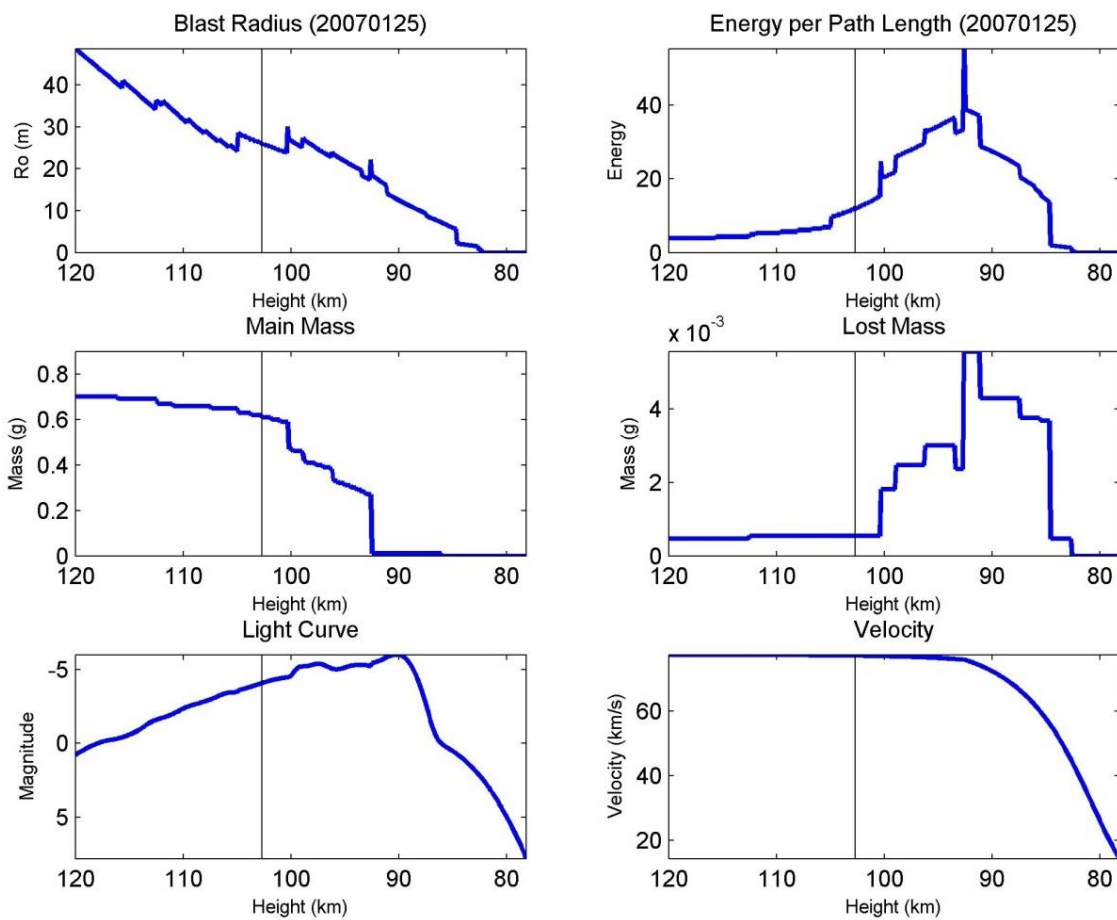 Blast Radius (20070125)
Ro (m)
40
30
20
10
0
120 110 100 90 80
Height (km)
Energy per Path Length (20070125)
Energy
40
20
0
120 110 100 90 80
Height (km)
Main Mass
Mass (g)
0.8
0.6
0.4
0.2
0
120 110 100 90 80
Height (km)
Lost Mass
x 10^-3
Mass (g)
4
2
0
120 110 100 90 80
Height (km)
Light Curve
Magnitude
-5
0
5
120 110 100 90 80
Height (km)
Velocity
Velocity (km/s)
60
40
20
120 110 100 90 80
Height (km)